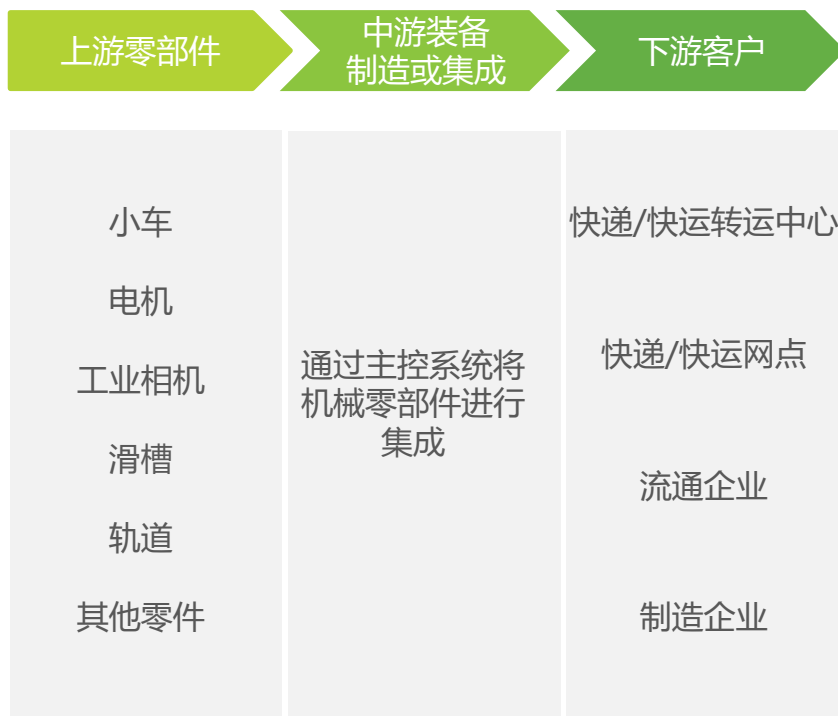 上游零部件
中游装备
制造或集成
下游客户
小车
电机
工业相机
滑槽
轨道
其他零件
通过主控系统将
机械零部件进行
集成
快递/快运转运中心
快递/快运网点
流通企业
制造企业